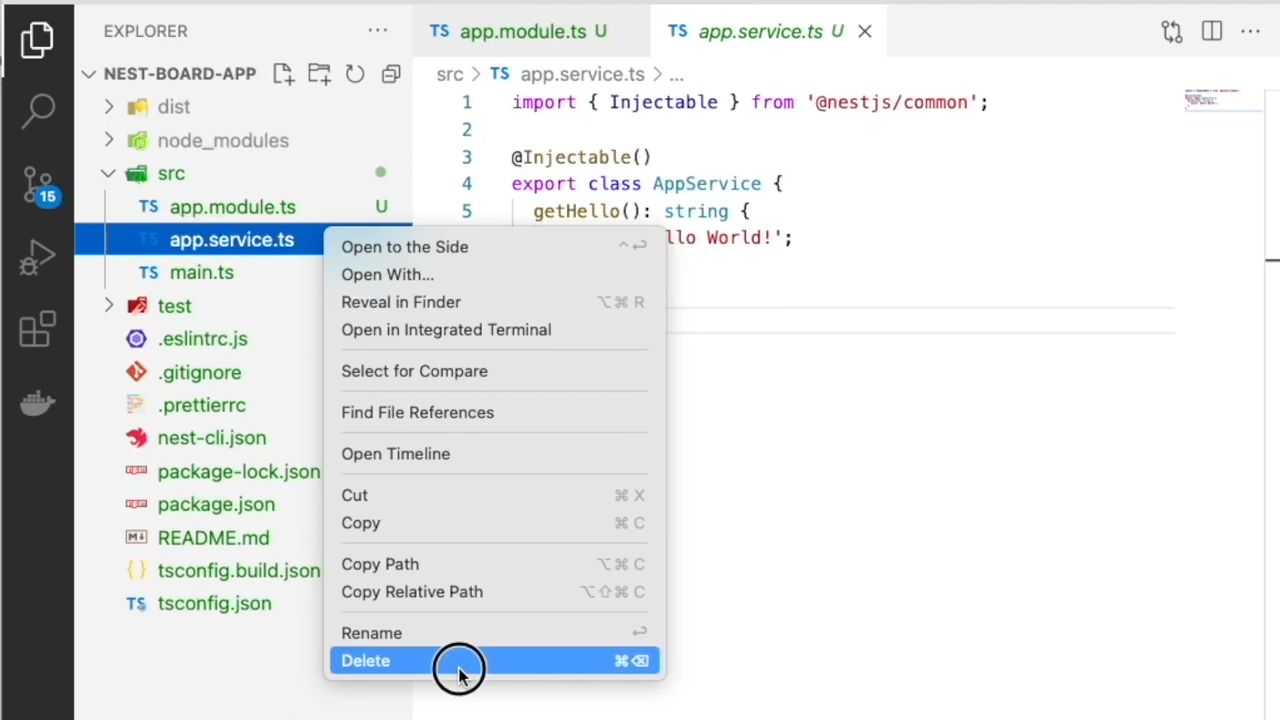 EXPLORER
NEST-BOARD-APP
dist
node_modules
src
TS app.module.ts U
TS app.service.ts
TS main.ts
test
.eslintrc.js
.gitignore
.prettierrc
nest-cli.json
package-lock.json
package.json
README.md
{} tsconfig.build.json
TS tsconfig.json
15
TS app.module.ts U
TS app.service.ts U
src > TS app.service.ts > ...
1 import { Injectable } from '@nestjs/common';
2
3 @Injectable()
4 export class AppService {
5 getHello(): string {
llo World!';
Open to the Side ^⏎
Open With...
Reveal in Finder ⌥⌘ R
Open in Integrated Terminal
Select for Compare
Find File References
Open Timeline
Cut ⌘ X
Copy ⌘ C
Copy Path ⌥⌘ C
Copy Relative Path ⌥⇧⌘ C
Rename ⏎
Delete ⌘⌫